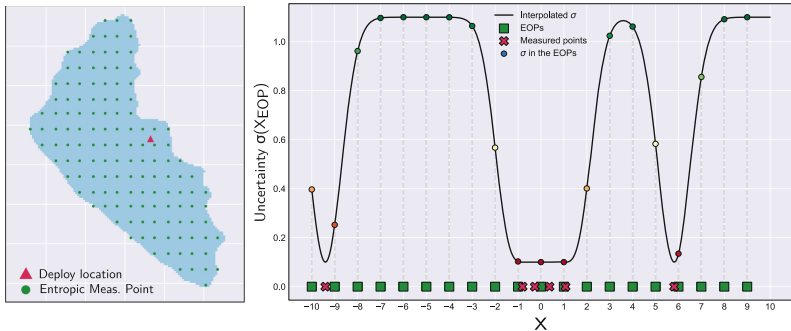 Deploy location
Entropic Meas. Point
Interpolated σ
EOPs
Measured points
σ in the EOPs
Uncertainty σ(X_EOP)
1.0
0.8
0.6
0.4
0.2
0.0
−10 −9 −8 −7 −6 −5 −4 −3 −2 −1 0 1 2 3 4 5 6 7 8 9 10
X